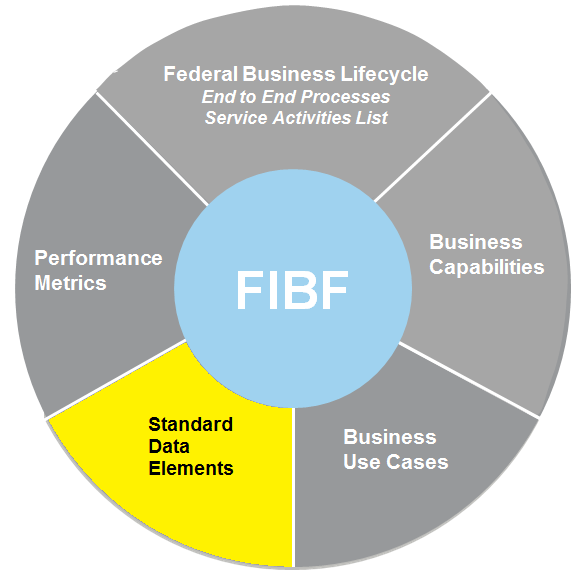 Federal Business Lifecycle
End to End Processes
Service Activities List
Business
Capabilities
Performance
Metrics
FIBF
Standard
Data
Elements
Business
Use Cases